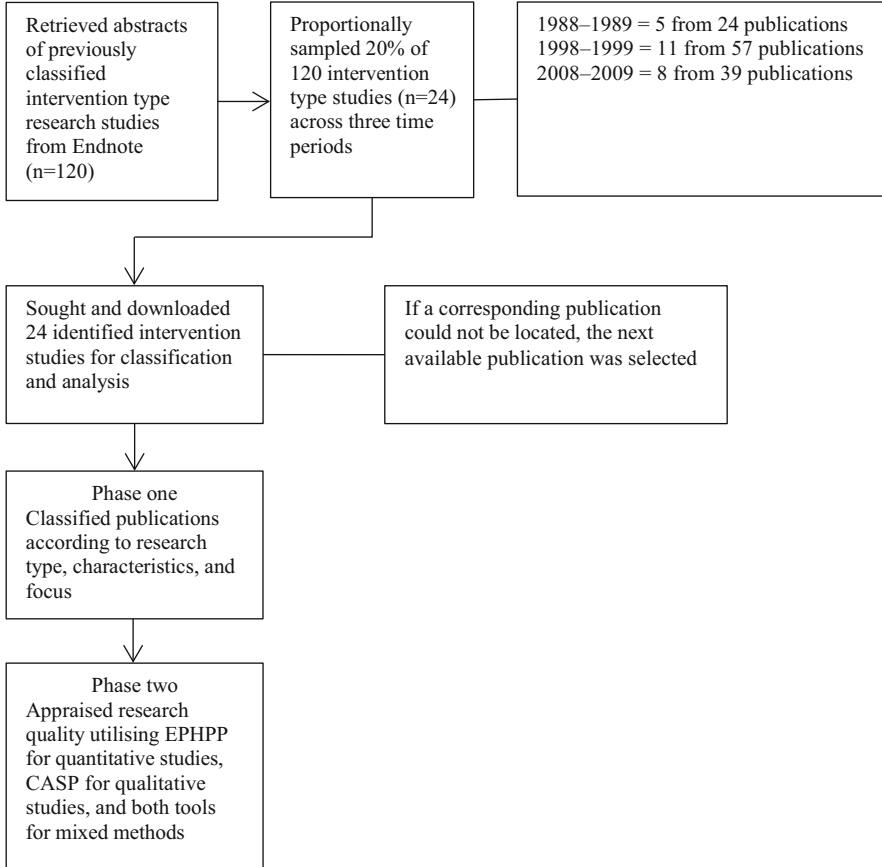 Retrieved abstracts
of previously
classified
intervention type
research studies
from Endnote
(n=120)
Proportionally
sampled 20% of
120 intervention
type studies (n=24)
across three time
periods
1988–1989 = 5 from 24 publications
1998–1999 = 11 from 57 publications
2008–2009 = 8 from 39 publications
Sought and downloaded
24 identified intervention
studies for classification
and analysis
If a corresponding publication
could not be located, the next
available publication was selected
Phase one
Classified publications
according to research
type, characteristics, and
focus
Phase two
Appraised research
quality utilising EPHPP
for quantitative studies,
CASP for qualitative
studies, and both tools
for mixed methods